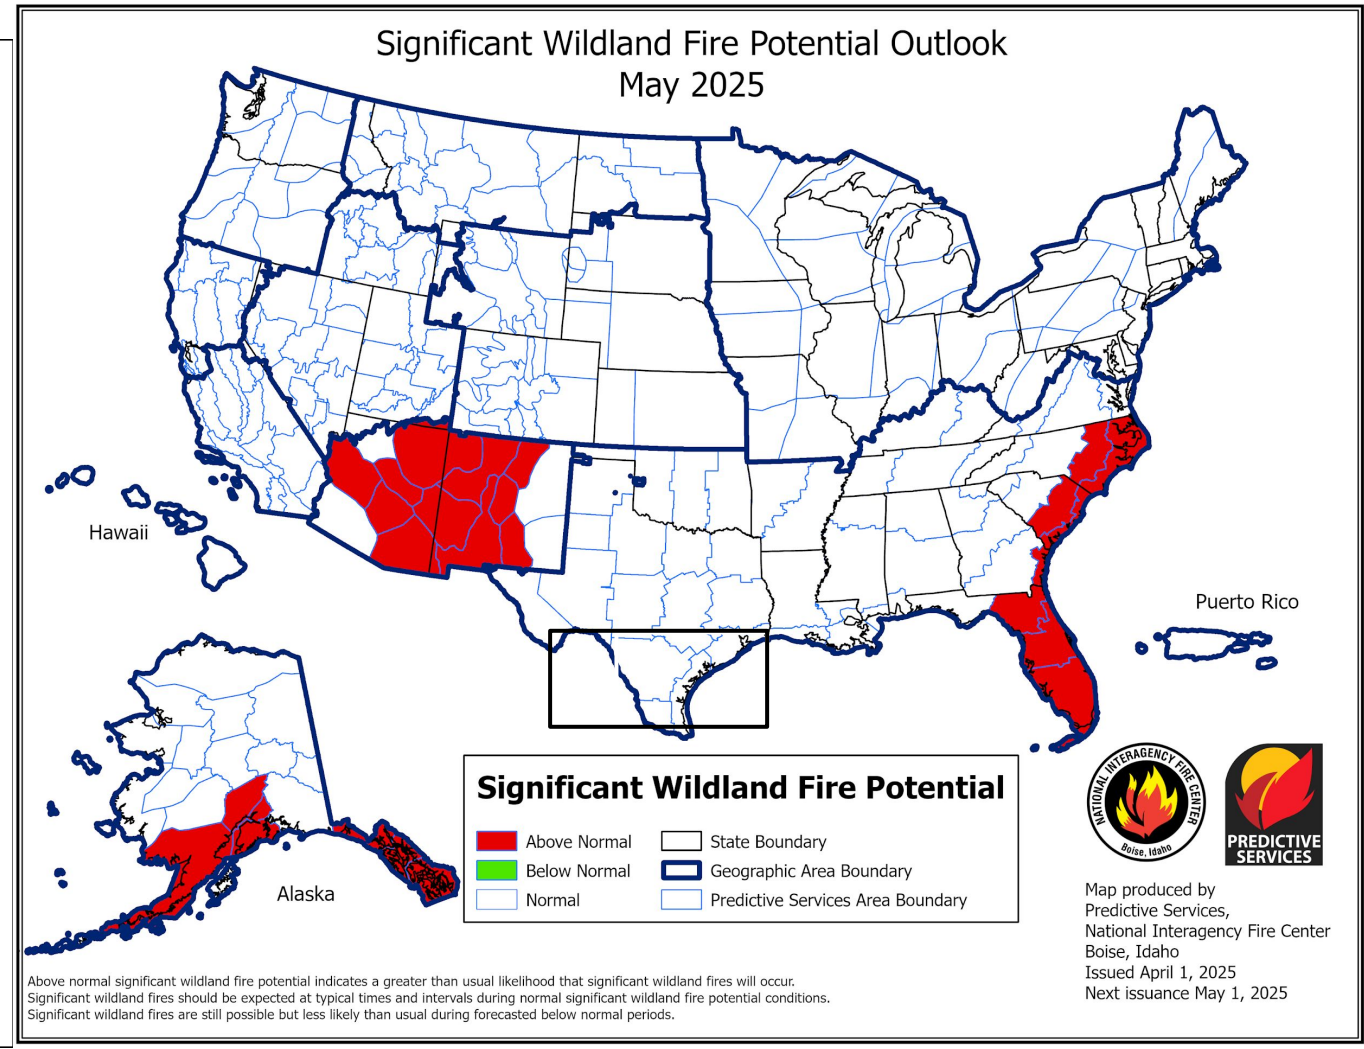 Significant Wildland Fire Potential Outlook
May 2025
Hawaii
Puerto Rico
Alaska
Significant Wildland Fire Potential
Above Normal
Below Normal
Normal
State Boundary
Geographic Area Boundary
Predictive Services Area Boundary
NATIONAL INTERAGENCY FIRE CENTER
Boise, Idaho
PREDICTIVE
SERVICES
Map produced by
Predictive Services,
National Interagency Fire Center
Boise, Idaho
Issued April 1, 2025
Next issuance May 1, 2025
Above normal significant wildland fire potential indicates a greater than usual likelihood that significant wildland fires will occur.
Significant wildland fires should be expected at typical times and intervals during normal significant wildland fire potential conditions.
Significant wildland fires are still possible but less likely than usual during forecasted below normal periods.